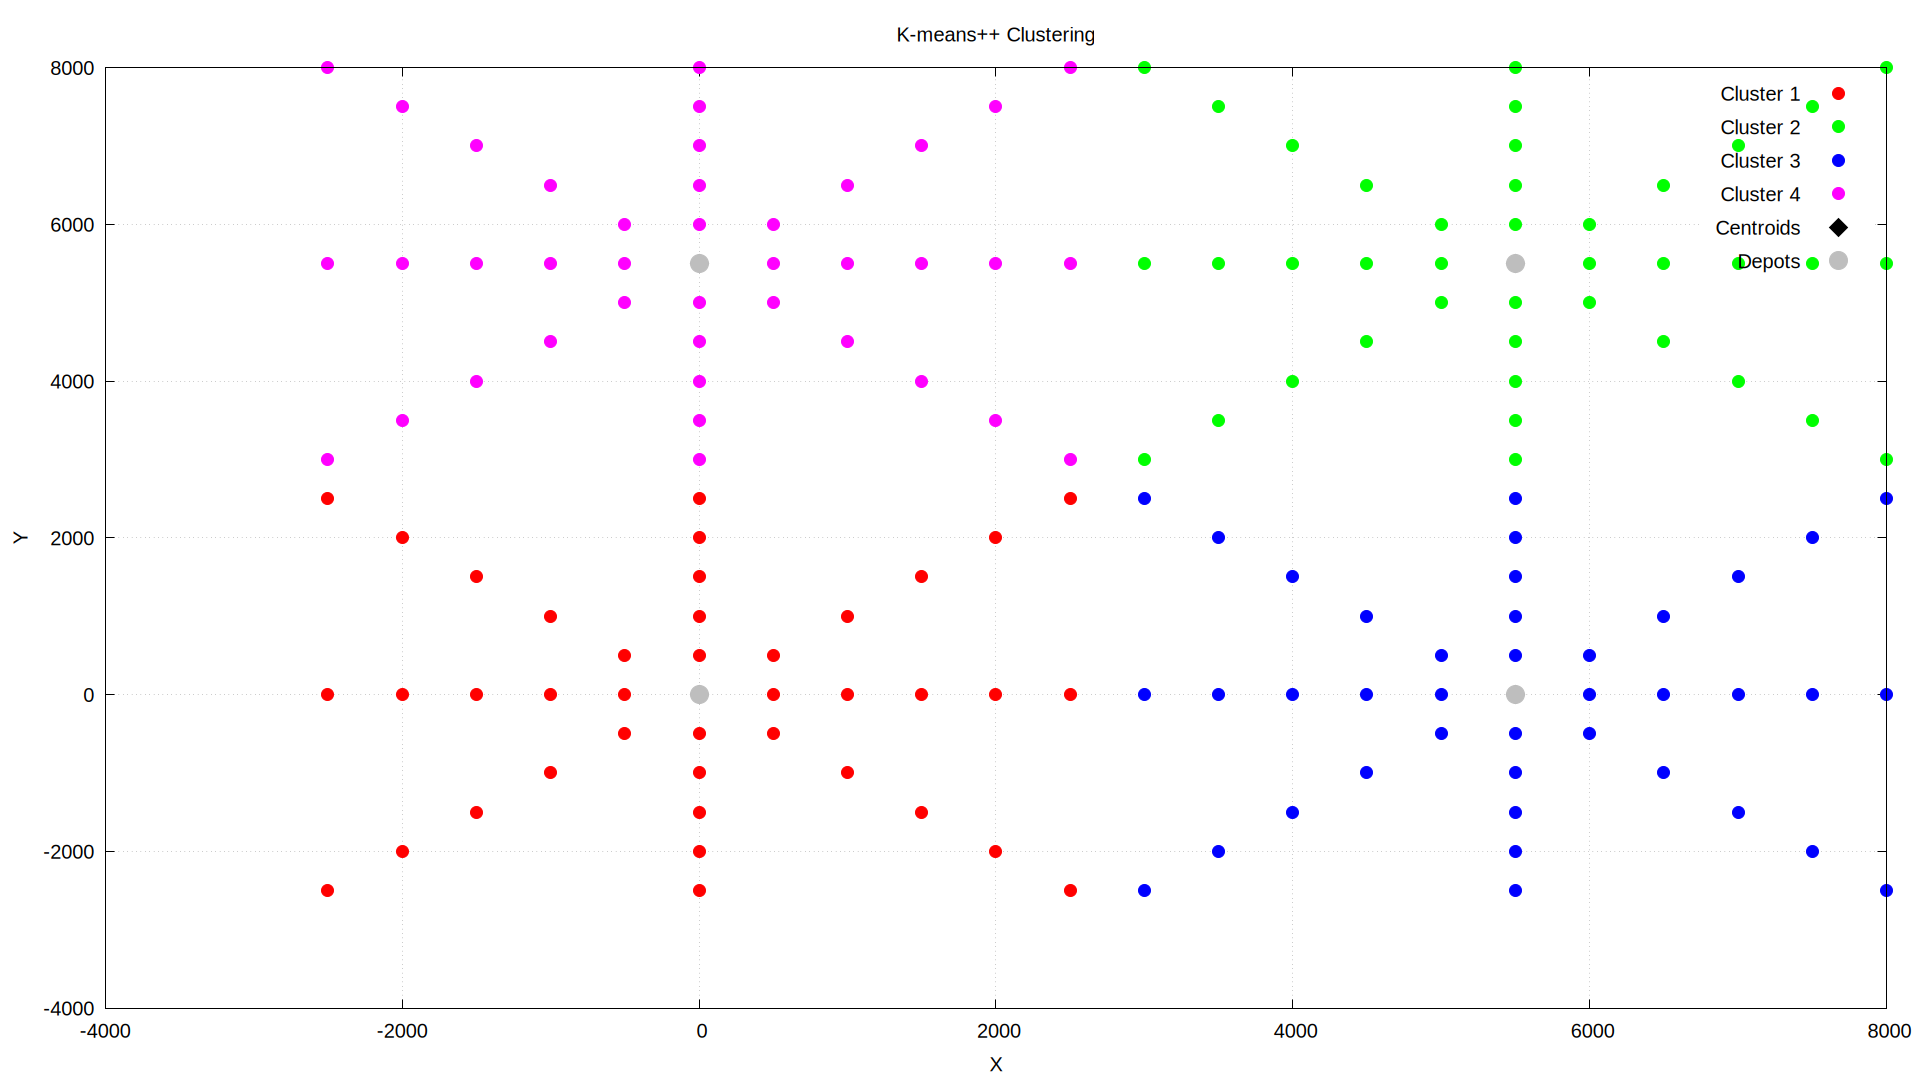 K-means++ Clustering
8000
6000
4000
2000
0
-2000
-4000
Y
Cluster 1
Cluster 2
Cluster 3
Cluster 4
Centroids
Depots
-4000 -2000 0 2000 4000 6000 8000
X